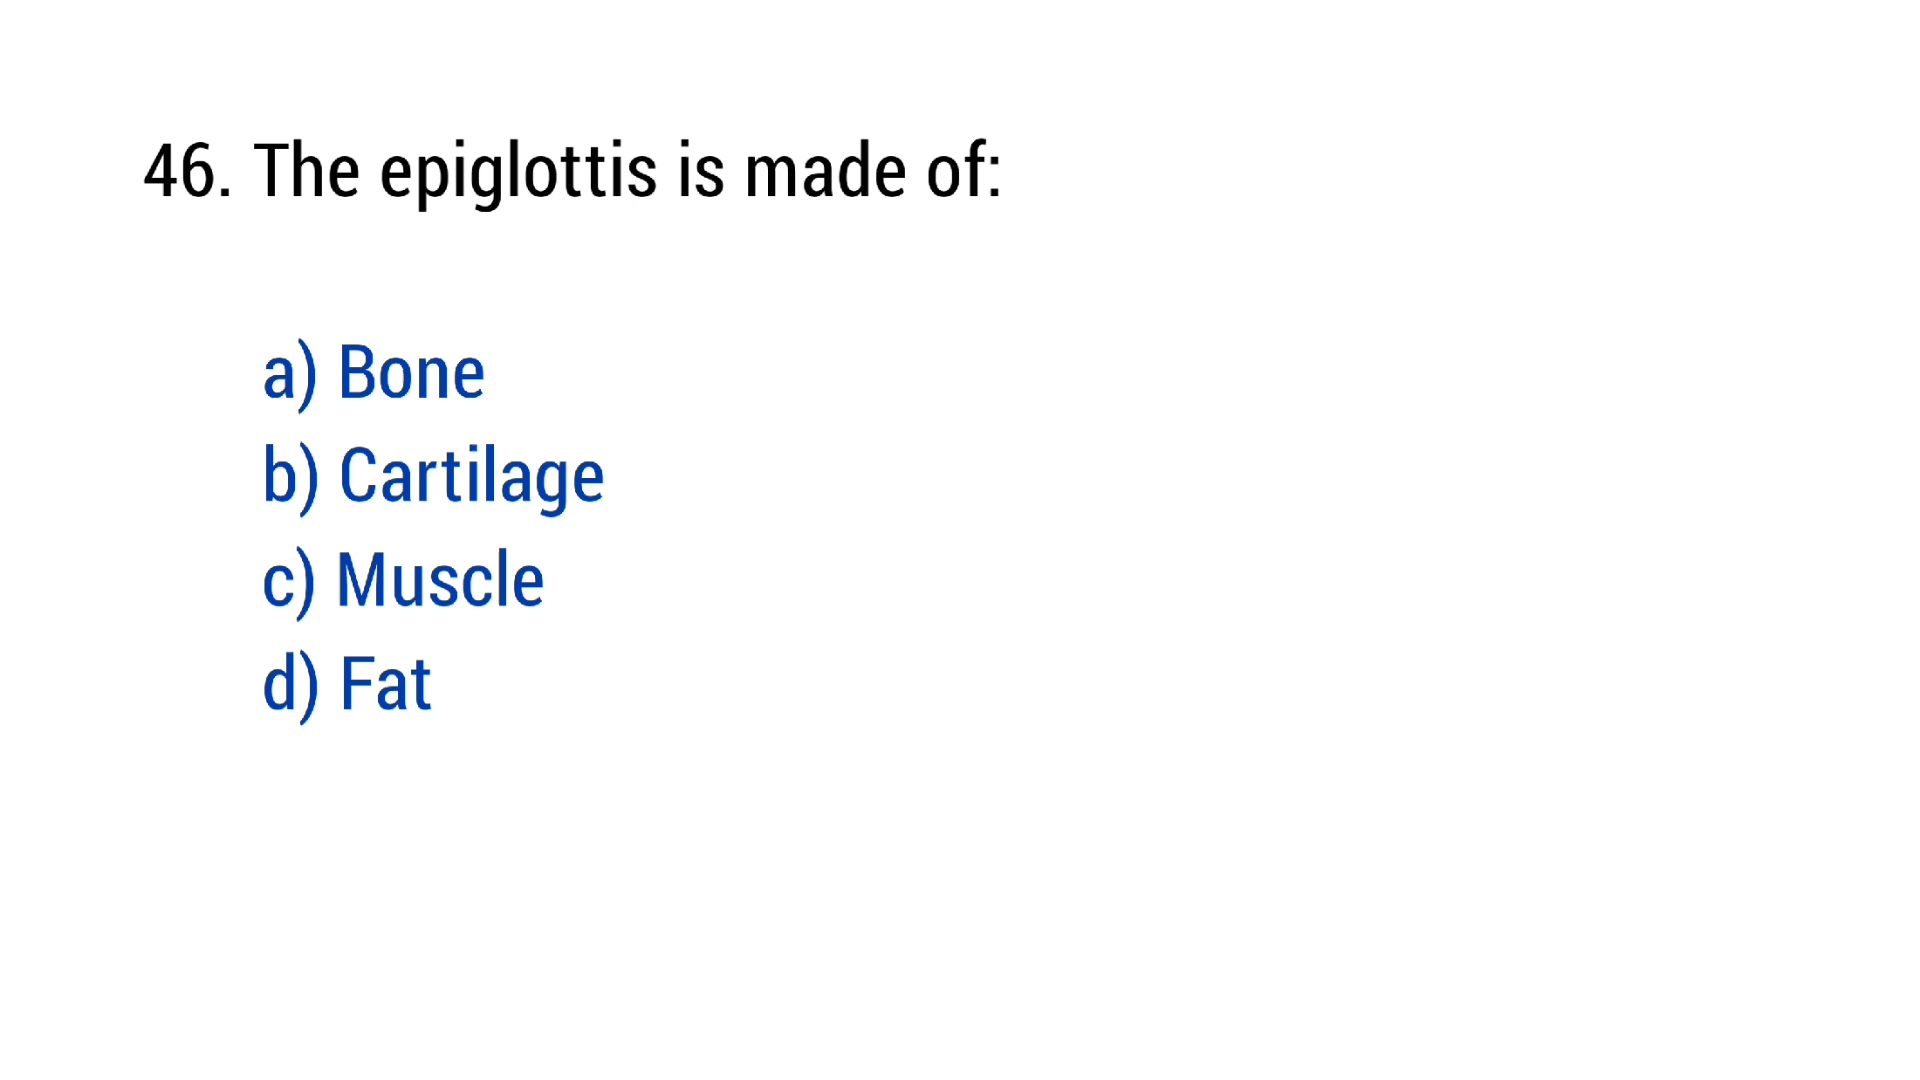 46. The epiglottis is made of:
a) Bone
b) Cartilage
c) Muscle
d) Fat